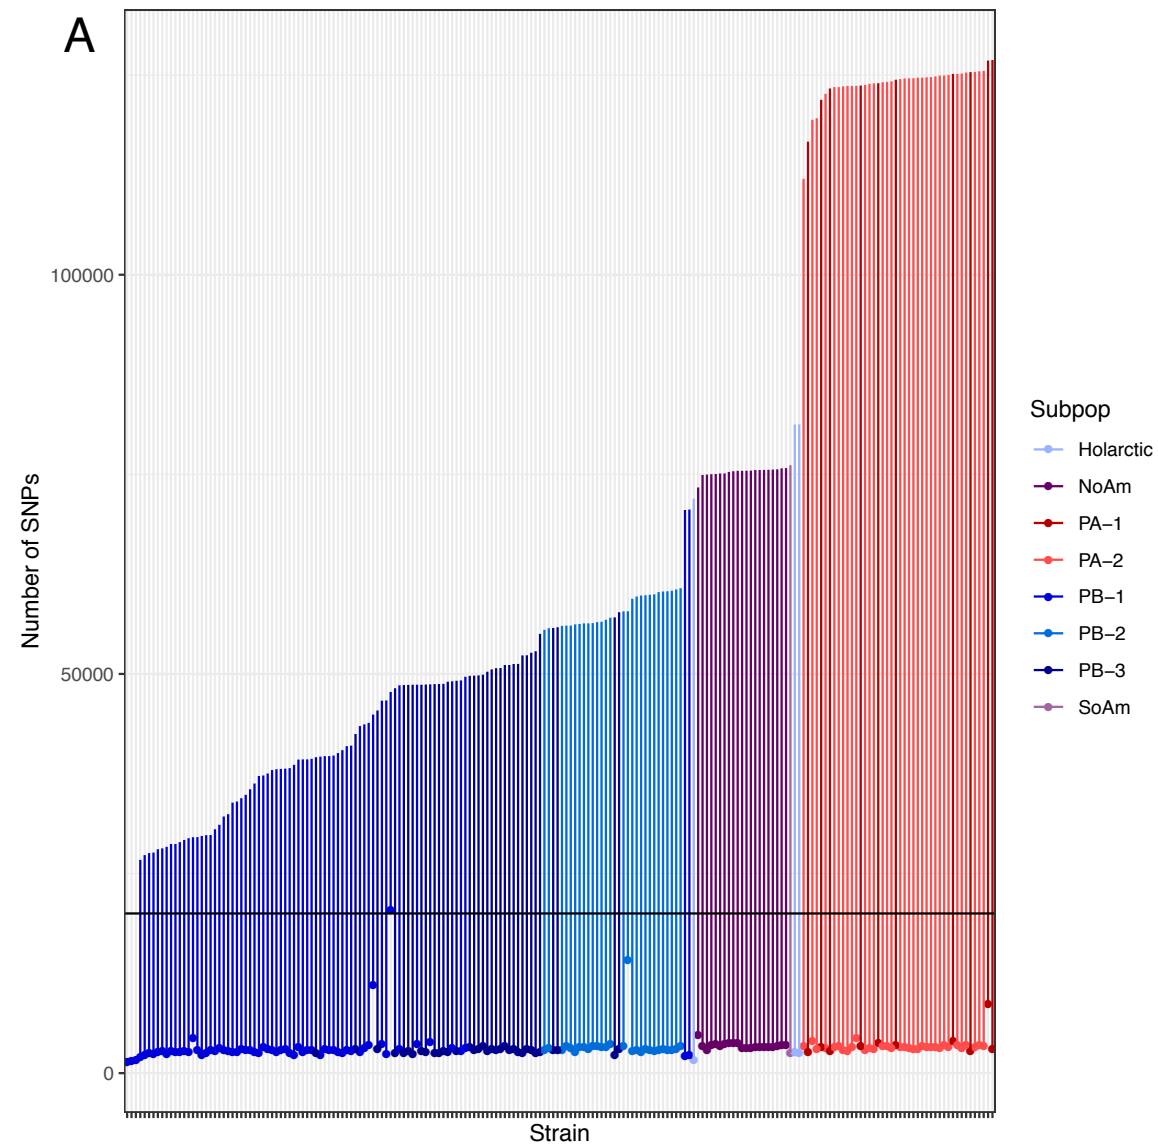 A
100000
50000
0
Number of SNPs
Strain
Subpop
Holarctic
NoAm
PA−1
PA−2
PB−1
PB−2
PB−3
SoAm